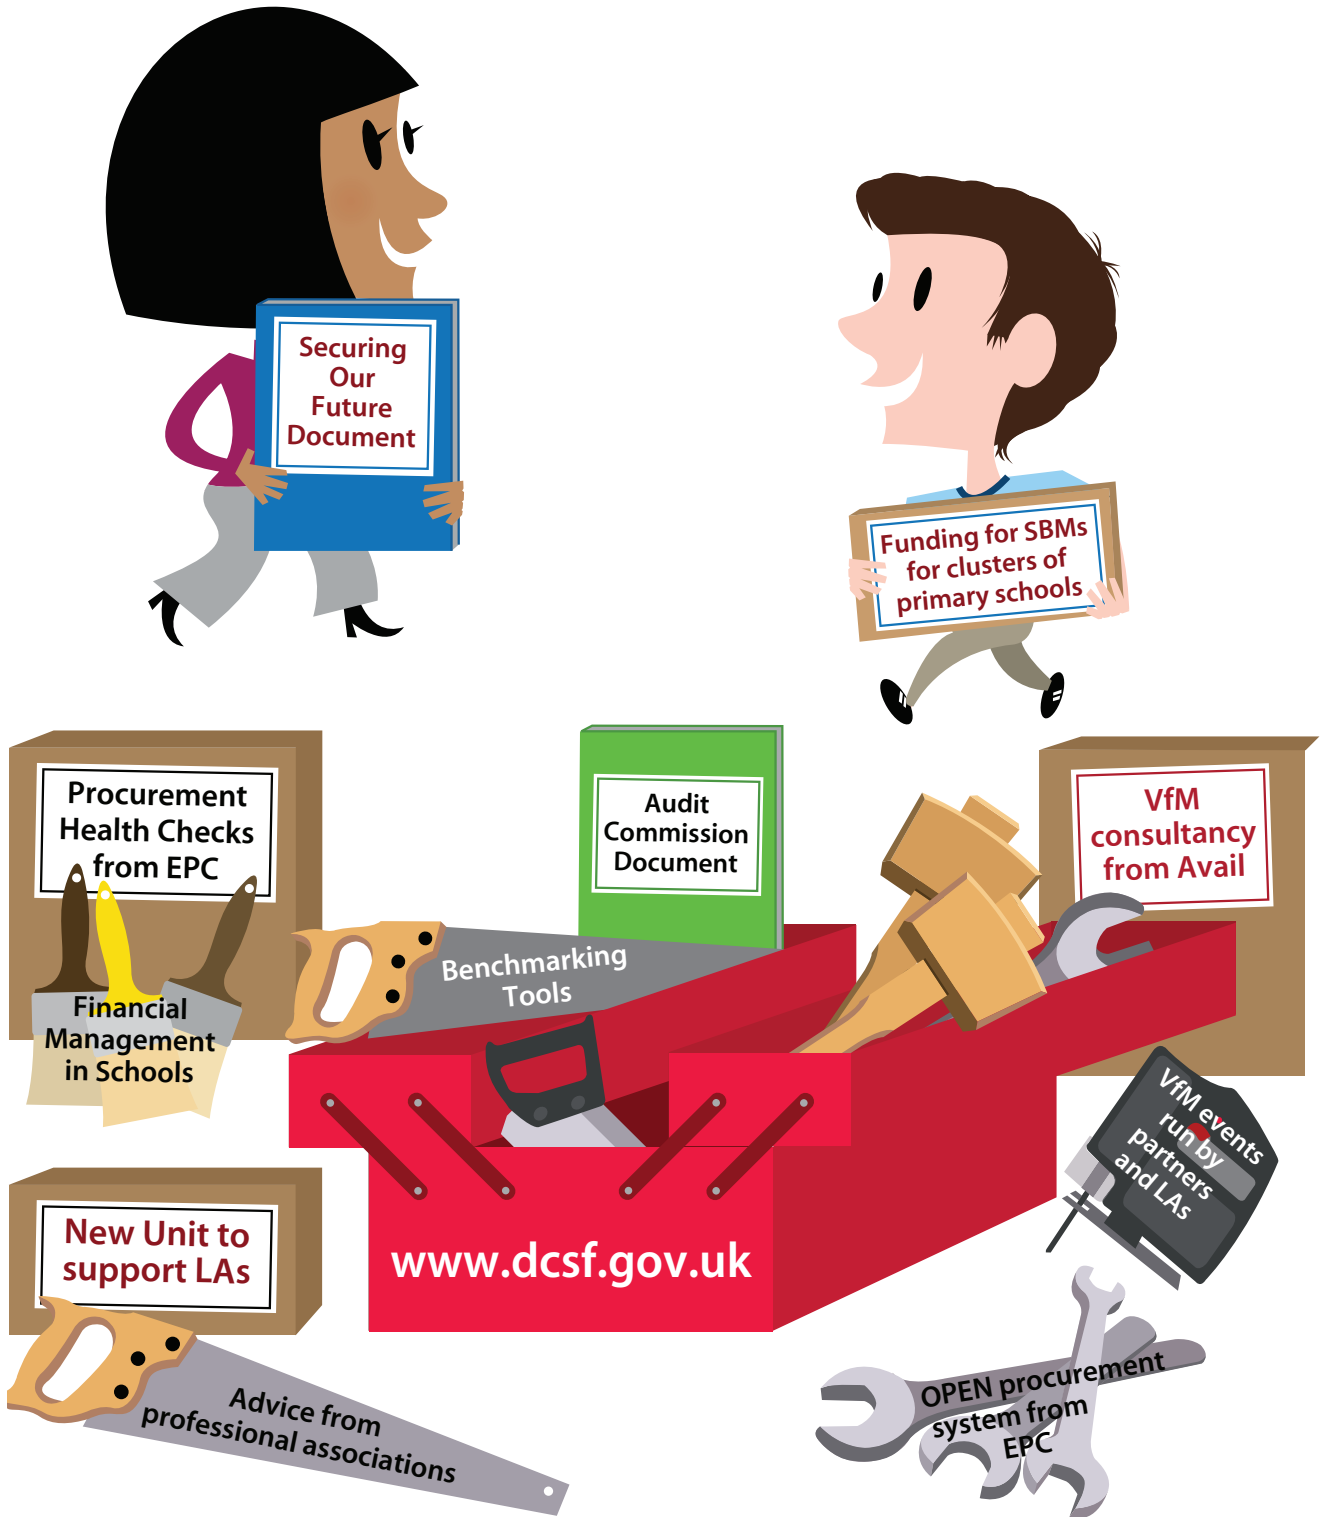 Securing
Our
Future
Document
Funding for SBMs
for clusters of
primary schools
Procurement
Health Checks
from EPC
Audit
Commission
Document
VfM
consultancy
from Avail
Benchmarking
Tools
Financial
Management
in Schools
VfM events
run by
partners
and LAs
New Unit to
support LAs
www.dcsf.gov.uk
Advice from
professional associations
OPEN procurement
system from
EPC